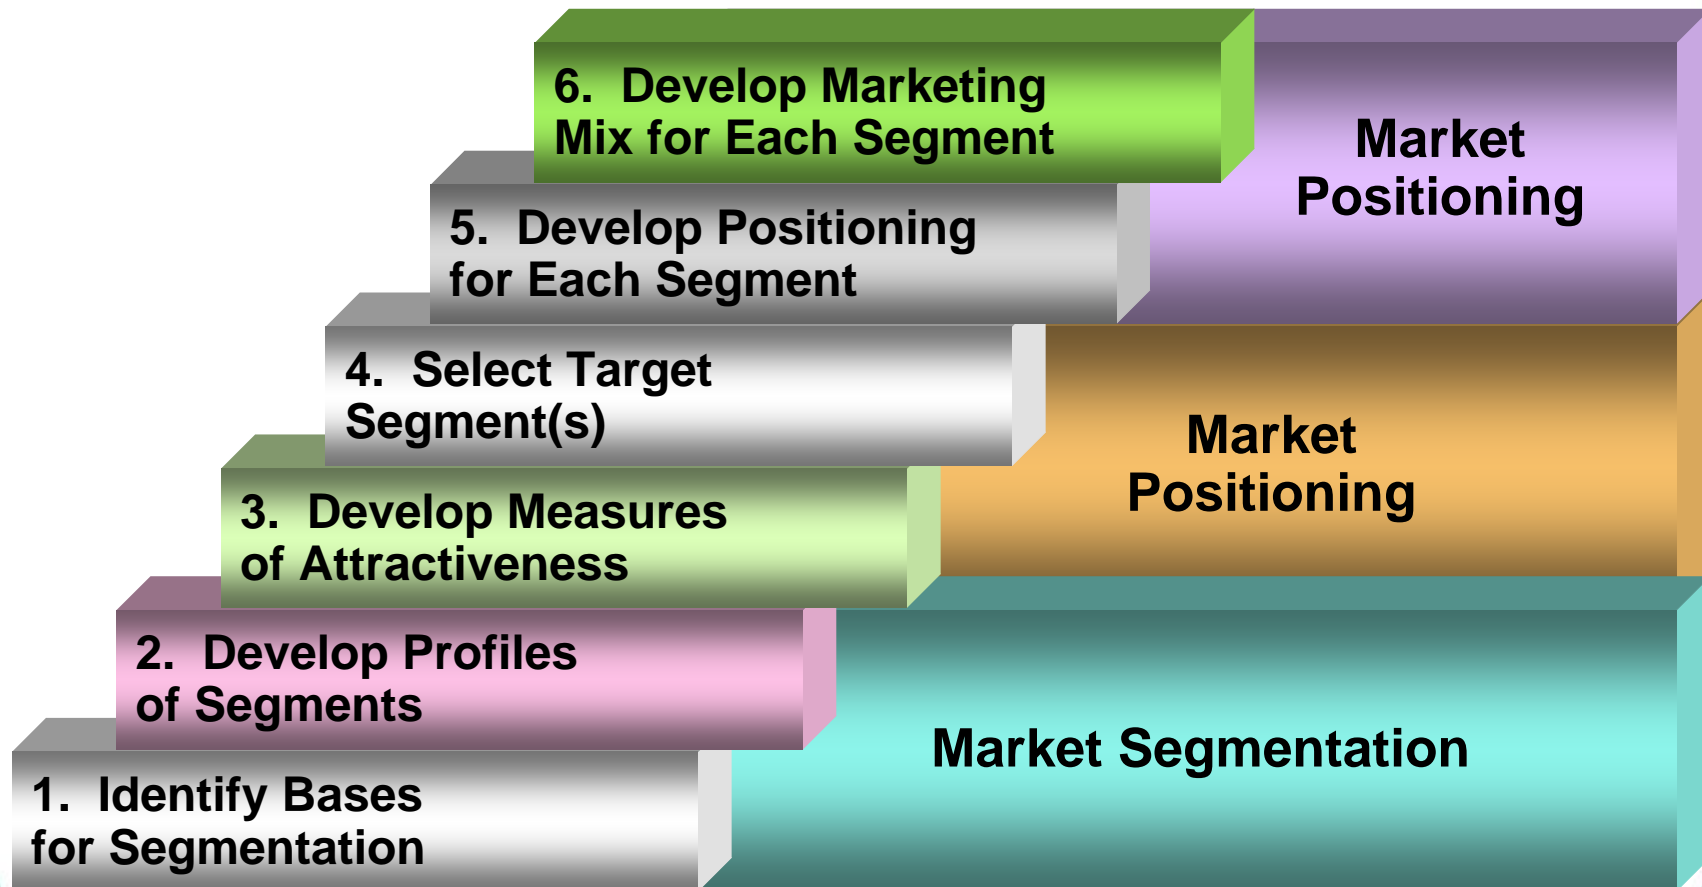 6. Develop Marketing
Mix for Each Segment
Market
Positioning
5. Develop Positioning
for Each Segment
4. Select Target
Segment(s)
Market
Positioning
3. Develop Measures
of Attractiveness
2. Develop Profiles
of Segments
Market Segmentation
1. Identify Bases
for Segmentation